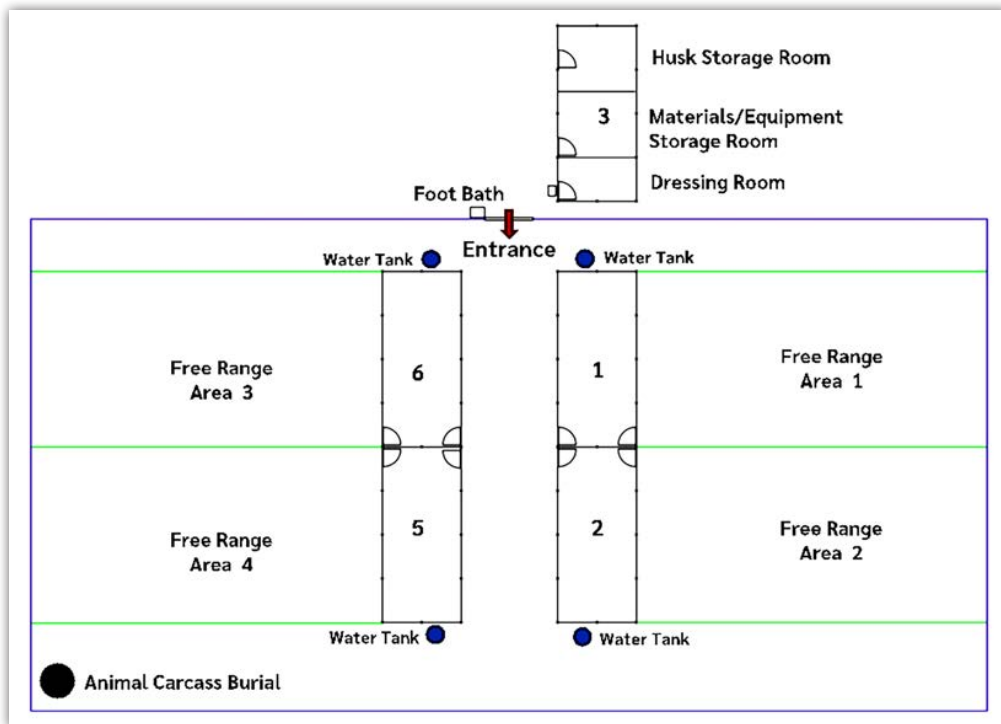 Husk Storage Room
3
Materials/Equipment
Storage Room
Dressing Room
Foot Bath
Entrance
Water Tank
Water Tank
Free Range
Area 3
6
1
Free Range
Area 1
Free Range
Area 4
5
2
Free Range
Area 2
Water Tank
Water Tank
Animal Carcass Burial